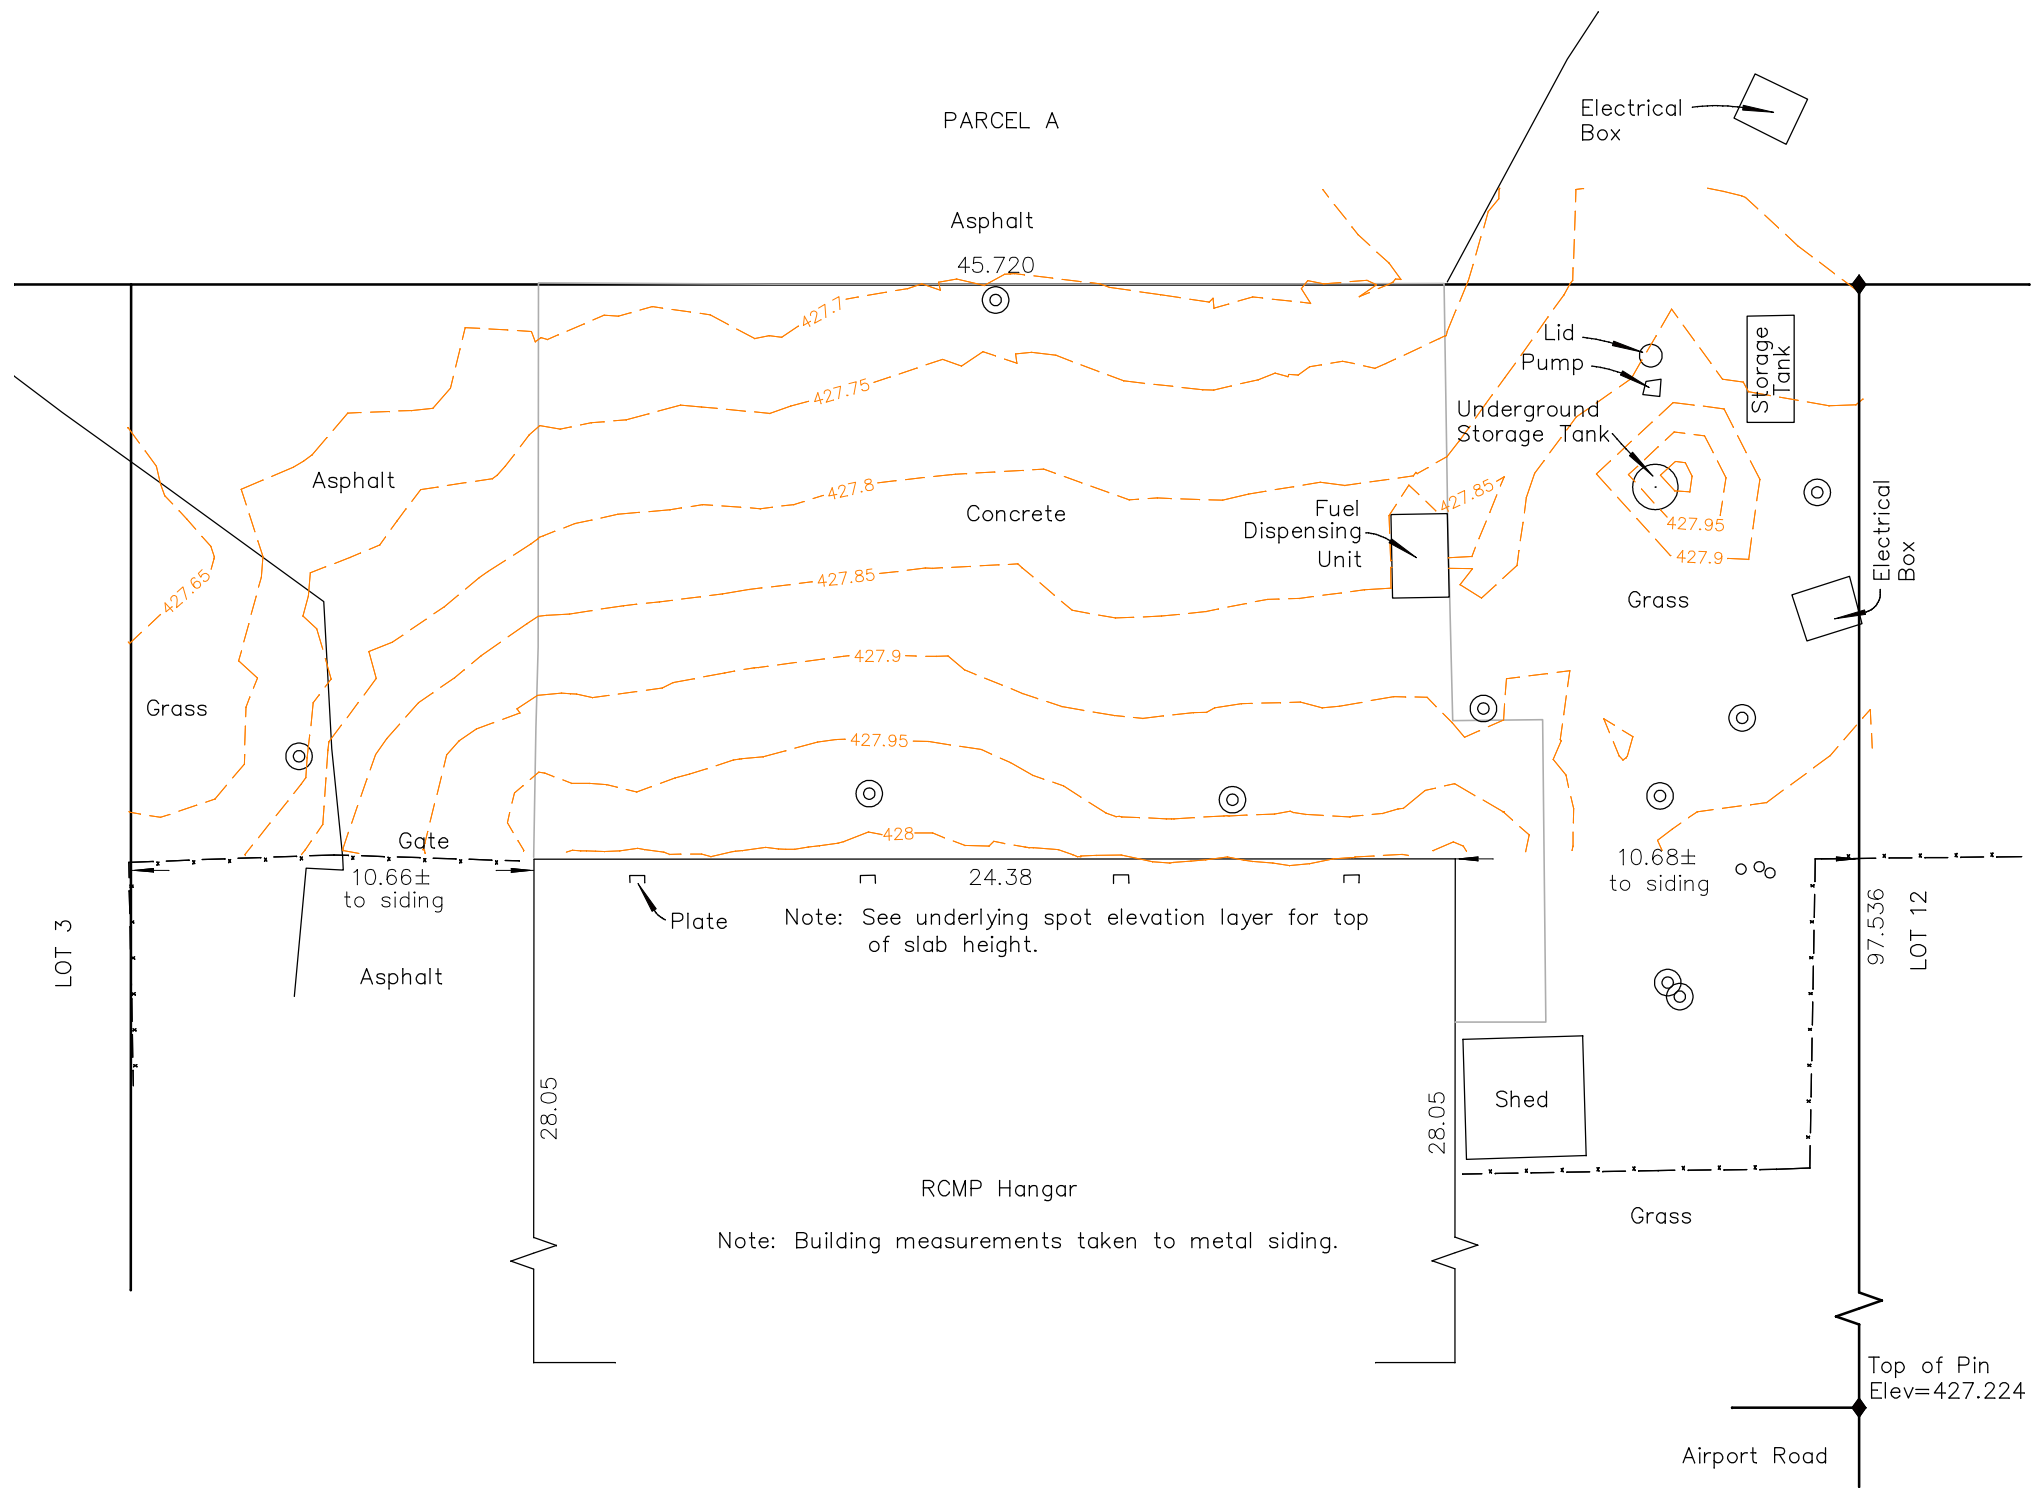 PARCEL A
Electrical
Box
Asphalt
45.720
427.7
Lid
Pump
Storage
Tank
427.75
Underground
Storage Tank
Asphalt
427.8
427.85
Concrete
Fuel
Dispensing
Unit
427.95
427.9
Electrical
Box
427.65
427.85
Grass
427.9
Grass
427.95
Gate
428
10.66±
to siding
24.38
10.68±
to siding
Plate
Note: See underlying spot elevation layer for top
of slab height.
LOT 3
97.536
LOT 12
Asphalt
28.05
28.05
Shed
RCMP Hangar
Grass
Note: Building measurements taken to metal siding.
Top of Pin
Elev=427.224
Airport Road